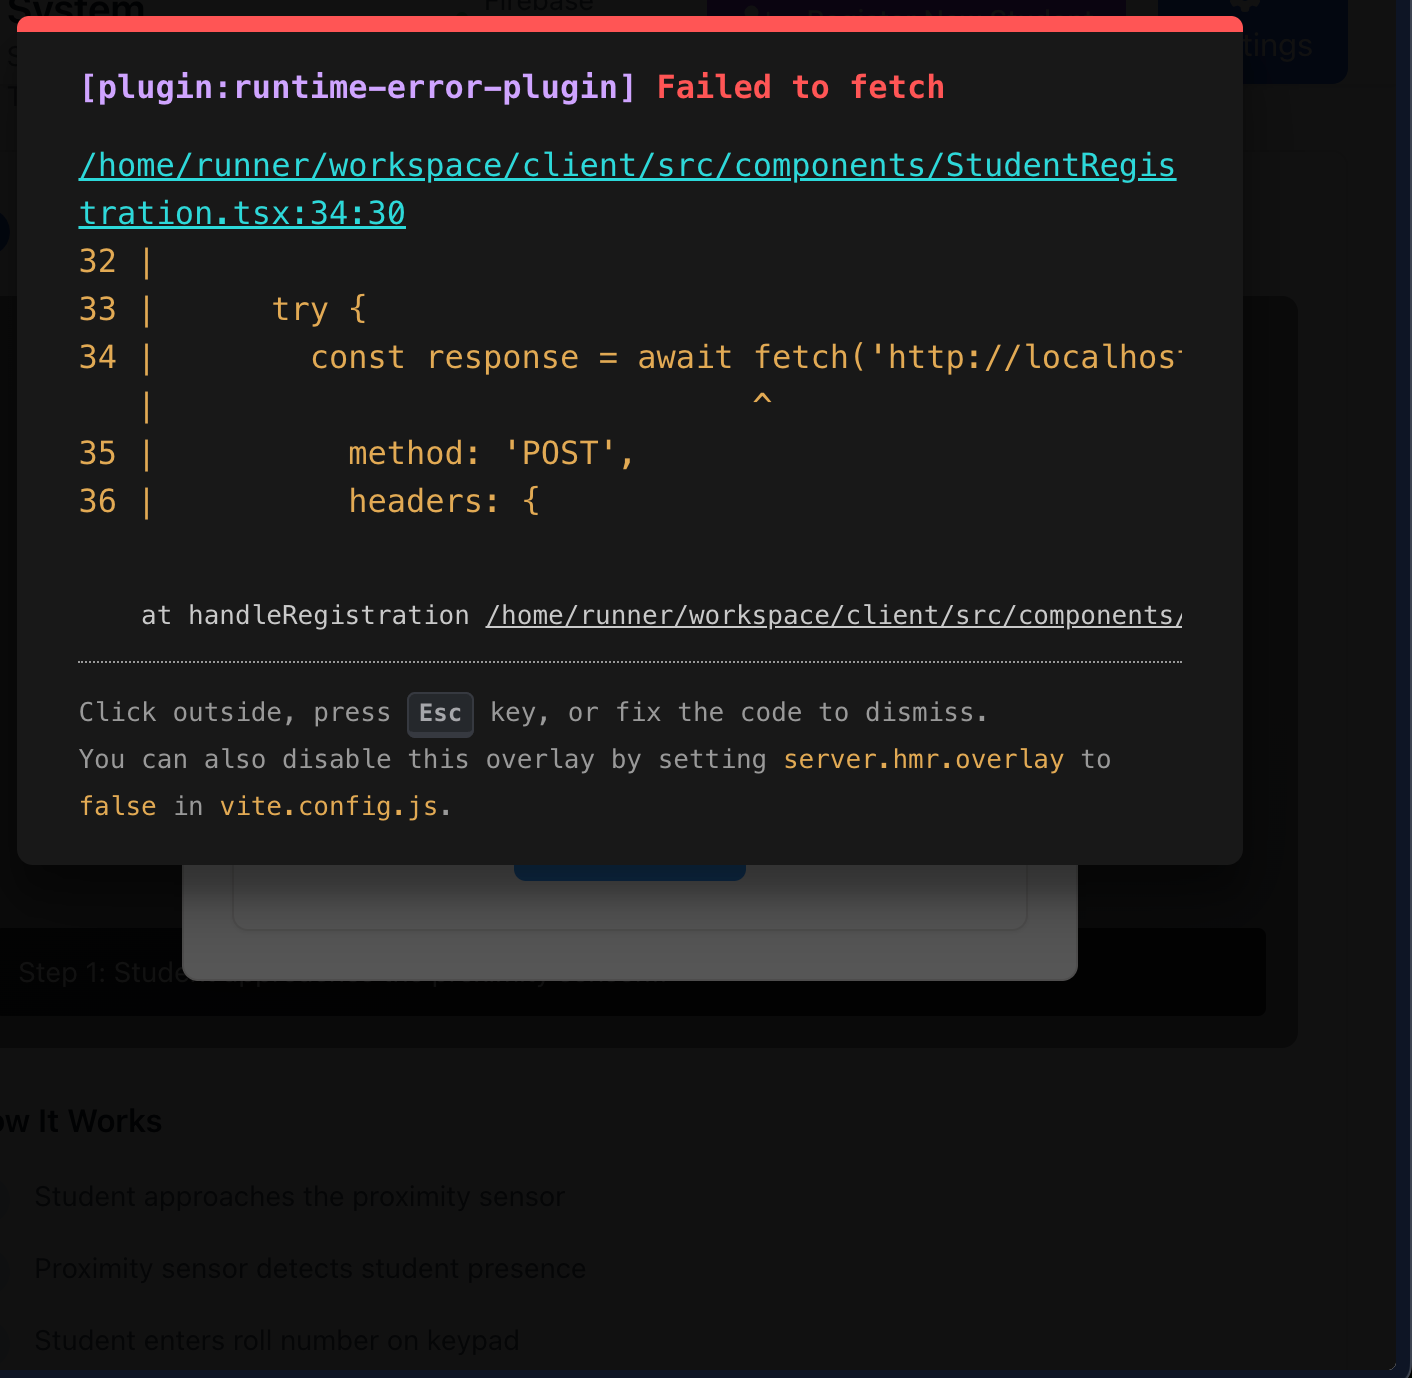 System
Firebase
tings
[plugin:runtime-error-plugin] Failed to fetch
/home/runner/workspace/client/src/components/StudentRegis
tration.tsx:34:30
32 |
33 |      try {
34 |        const response = await fetch('http://localhos
   |                               ^
35 |          method: 'POST',
36 |          headers: {
at handleRegistration /home/runner/workspace/client/src/components/
Click outside, press Esc key, or fix the code to dismiss.
You can also disable this overlay by setting server.hmr.overlay to
false in vite.config.js.
Step 1: Stude
ow It Works
Student approaches the proximity sensor
Proximity sensor detects student presence
Student enters roll number on keypad